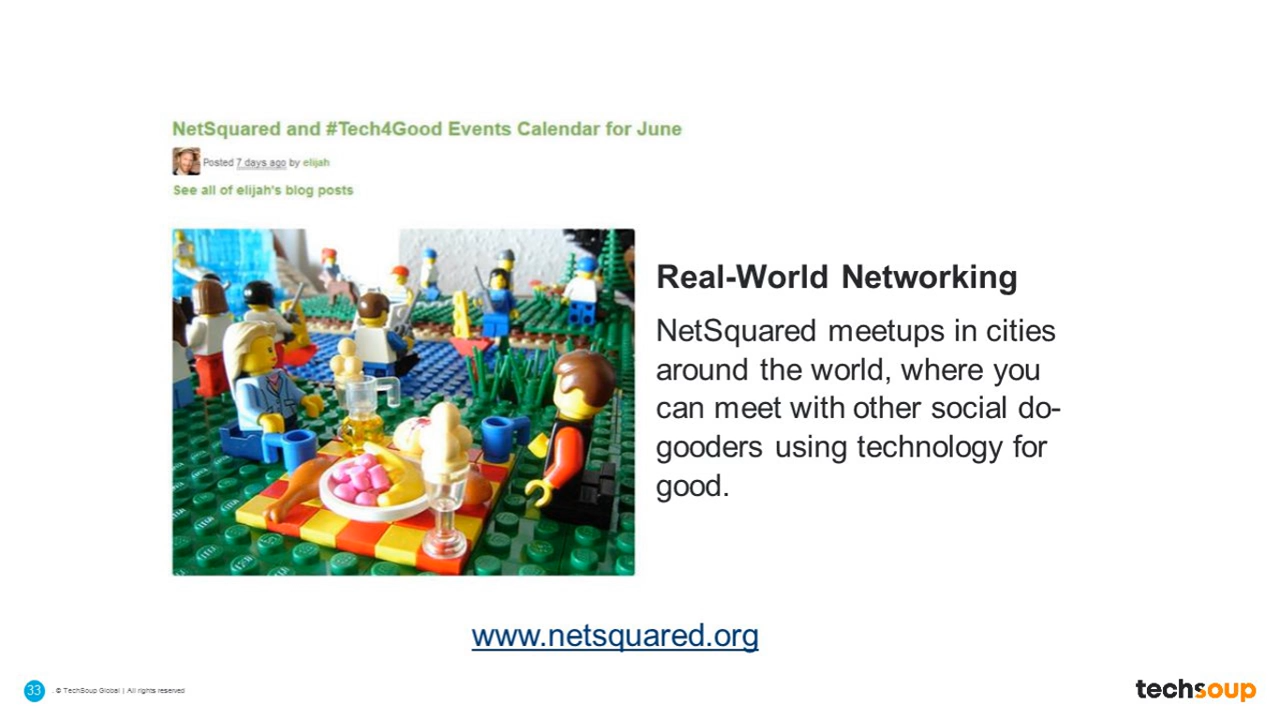 NetSquared and #Tech4Good Events Calendar for June
Posted 7 days ago by elijah
See all of elijah's blog posts
Real-World Networking
NetSquared meetups in cities
around the world, where you
can meet with other social do-
gooders using technology for
good.
www.netsquared.org
33 . © TechSoup Global | All rights reserved
techsoup